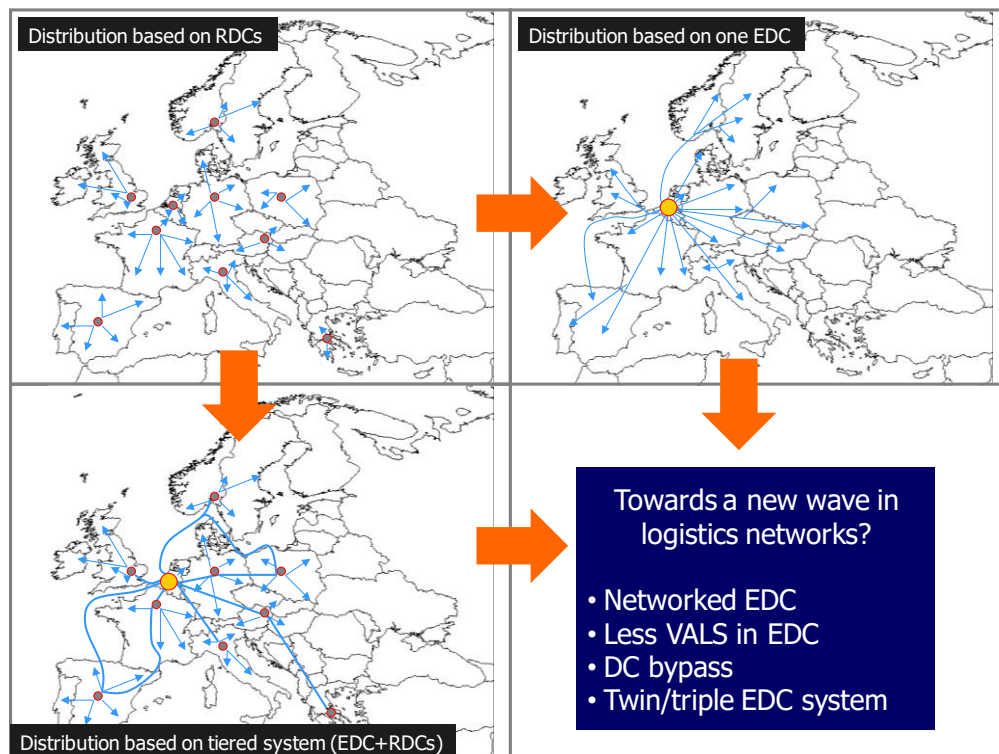 Distribution based on RDCs
Distribution based on one EDC
Distribution based on tiered system (EDC+RDCs)
Towards a new wave in
logistics networks?
• Networked EDC
• Less VALS in EDC
• DC bypass
• Twin/triple EDC system